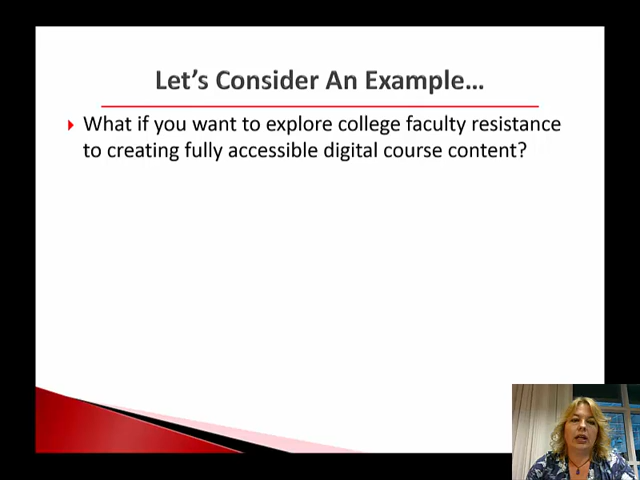 Let's Consider An Example…
What if you want to explore college faculty resistance
to creating fully accessible digital course content?